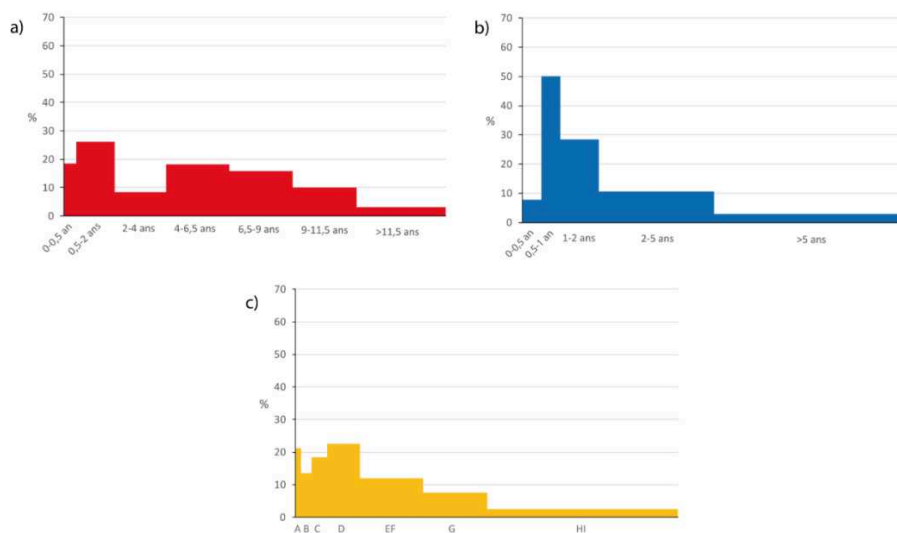 a)
70
60
50
40
%
30
20
10
0
0-0,5 an
0,5-2 ans
2-4 ans
4-6,5 ans
6,5-9 ans
9-11,5 ans
>11,5 ans
b)
70
60
50
40
%
30
20
10
0
0-0,5 an
0,5-1 an
1-2 ans
2-5 ans
>5 ans
c)
70
60
50
40
%
30
20
10
0
A B C D EF G HI